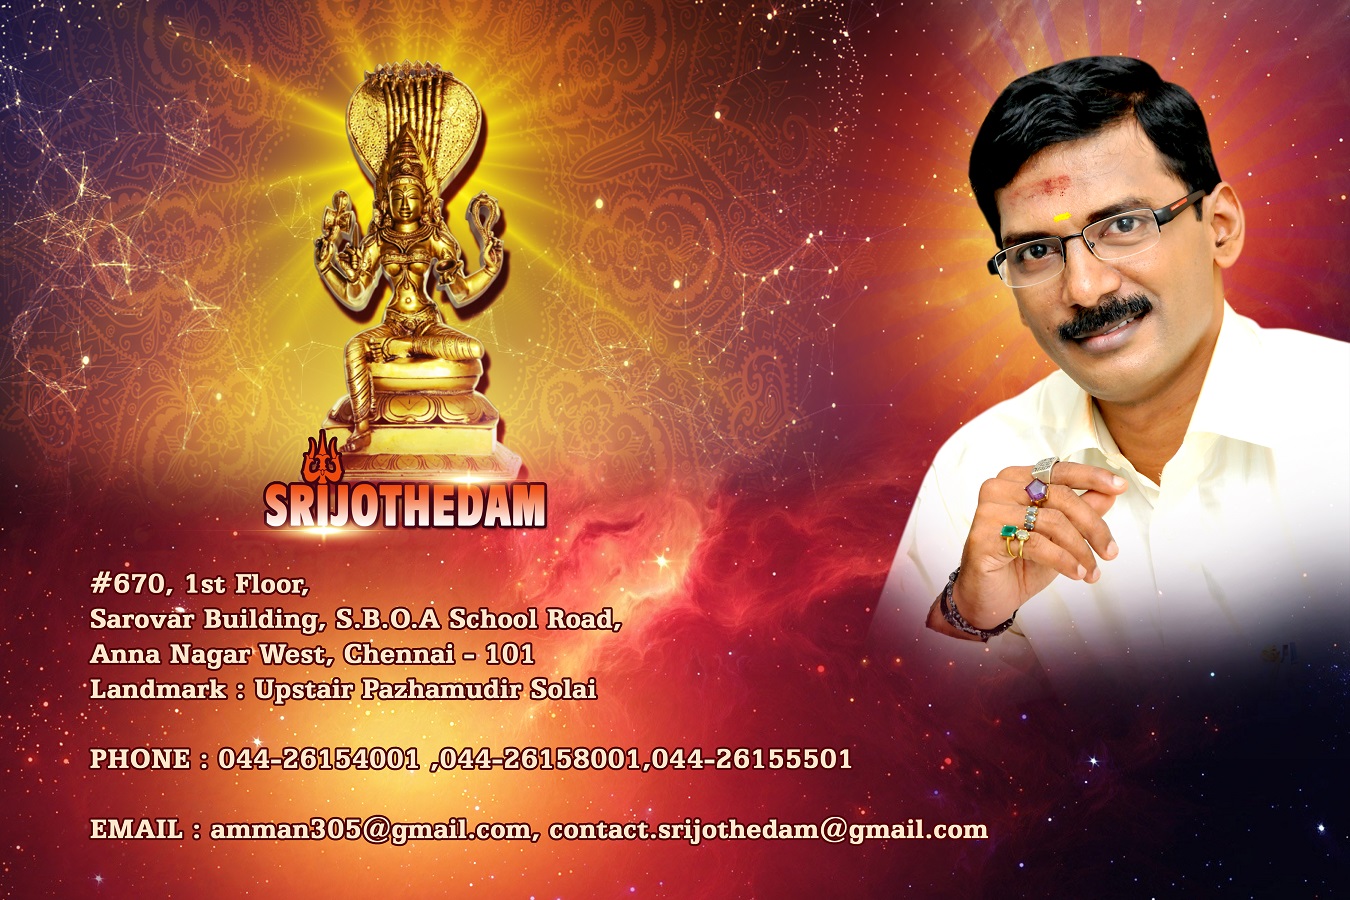 SRIJOTHEDAM
#670, 1st Floor,
Sarovar Building, S.B.O.A School Road,
Anna Nagar West, Chennai - 101
Landmark : Upstair Pazhamudir Solai
PHONE : 044-26154001 ,044-26158001,044-26155501
EMAIL : amman305@gmail.com, contact.srijothedam@gmail.com